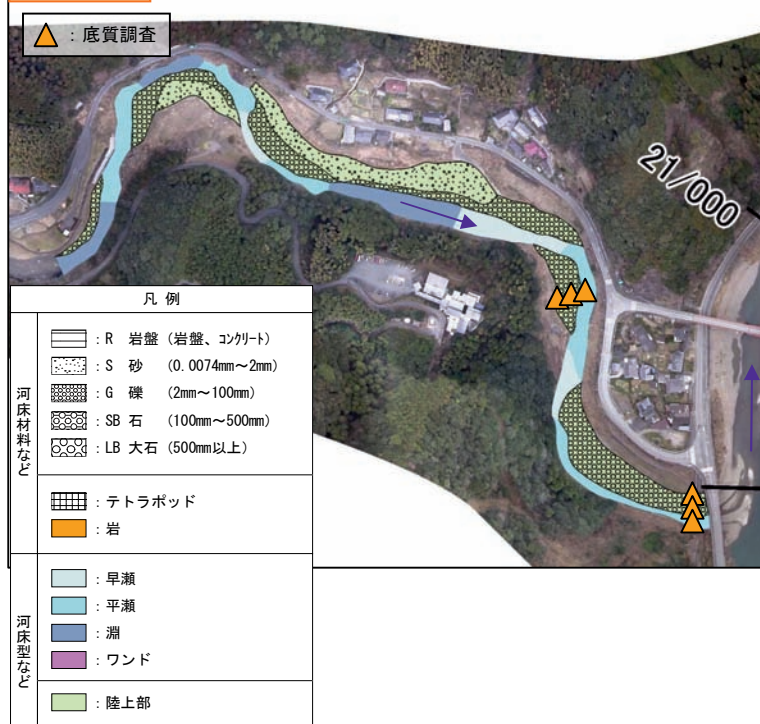 ：底質調査
21/000
凡 例
河床材料など
：R 岩盤（岩盤、コンクリート）
：S 砂 （0.0074mm～2mm）
：G 礫 （2mm～100mm）
：SB 石 （100mm～500mm）
：LB 大石（500mm以上）
：テトラポッド
：岩
河床型など
：早瀬
：平瀬
：淵
：ワンド
：陸上部